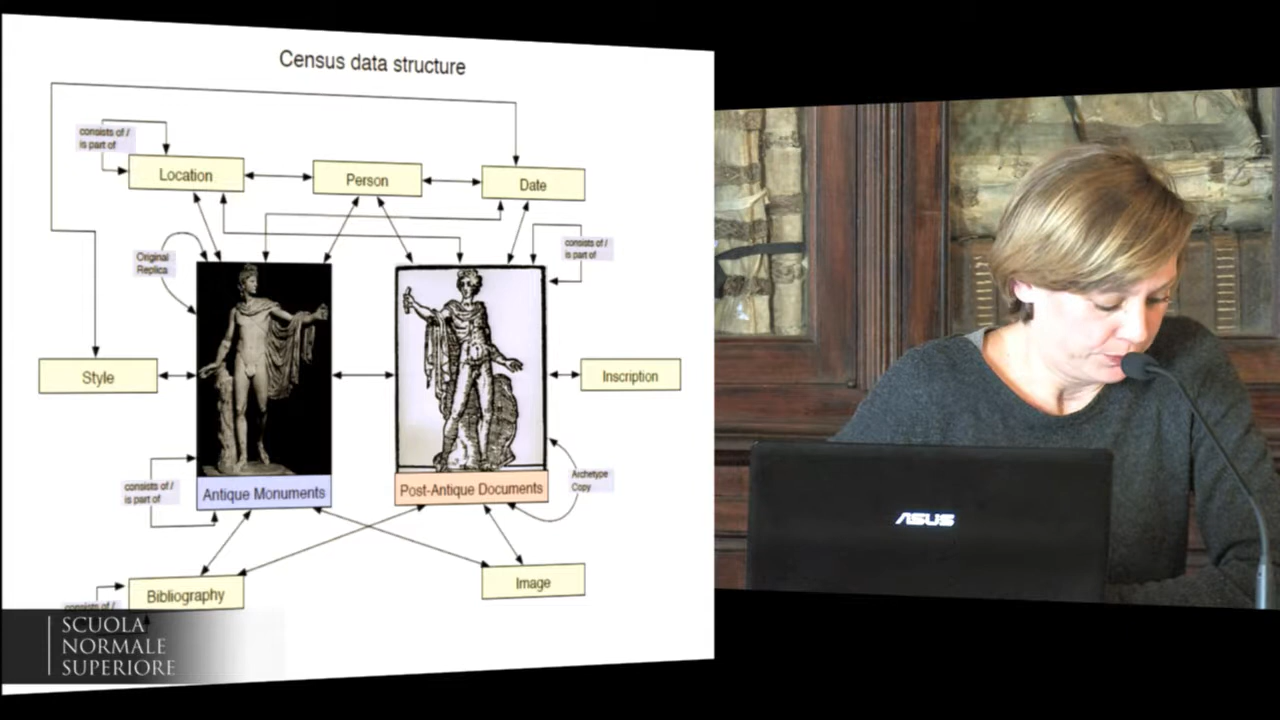 Census data structure
consists of /
is part of
Location
Person
Date
consists of /
is part of
Original
Replica
Style
Inscription
consists of /
is part of
Antique Monuments
Post-Antique Documents
Archetype
Copy
Bibliography
Image
consists of /
SCUOLA
NORMALE
SUPERIORE
ASUS